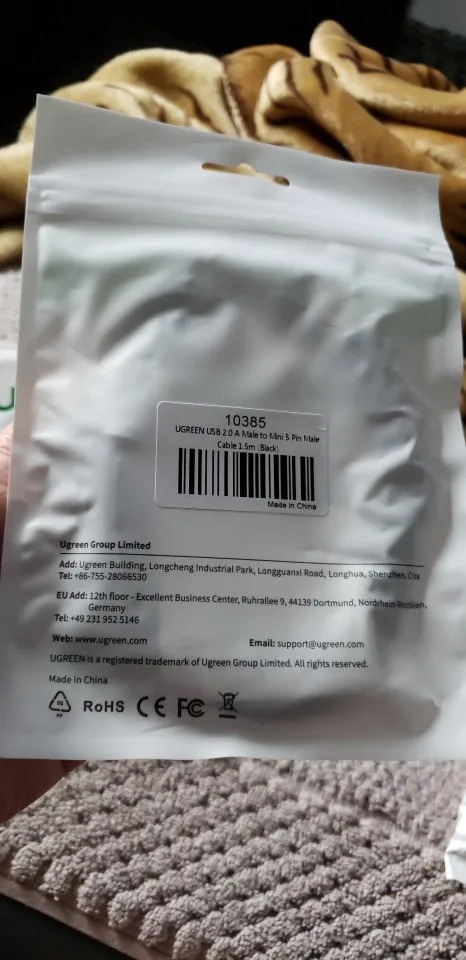 10385
UGREEN USB 2.0 A Male to Mini 5 Pin Male
Cable 1.5m (Black)
Made in China
Ugreen Group Limited
Add: Ugreen Building, Longcheng Industrial Park, Longguanxi Road, Longhua, Shenzhen, China
Tel: +86-755-28066530
EU Add: 12th floor - Excellent Business Center, Ruhrallee 9, 44139 Dortmund, Nordrhein-Westfalen,
Germany
Tel: +49 231 952 5146
Web: www.ugreen.com Email: support@ugreen.com
UGREEN is a registered trademark of Ugreen Group Limited. All rights reserved.
Made in China
PP RoHS CE FC
U